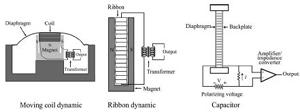 Diaphragm
Coil
Magnet
Output
Transformer
Moving coil dynamic
Ribbon
N
S
Output
Transformer
Magnet
Ribbon dynamic
Diaphragm
Backplate
Amplifier/
impedance
converter
Output
V
r
Polarizing voltage
Capacitor